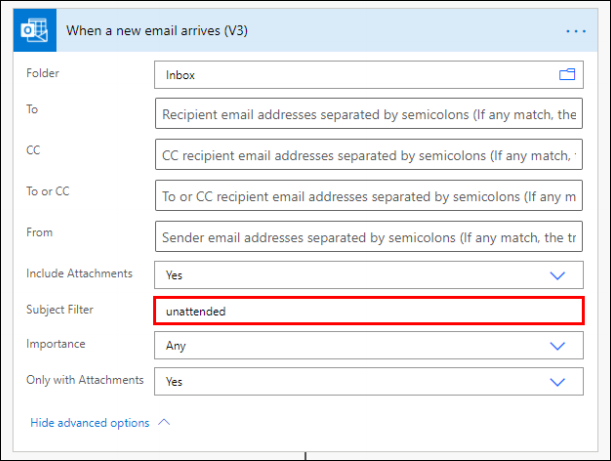 When a new email arrives (V3)
Folder Inbox
To Recipient email addresses separated by semicolons (If any match, the
CC CC recipient email addresses separated by semicolons (If any match,
To or CC To or CC recipient email addresses separated by semicolons (If any m
From Sender email addresses separated by semicolons (If any match, the tr
Include Attachments Yes
Subject Filter unattended
Importance Any
Only with Attachments Yes
Hide advanced options